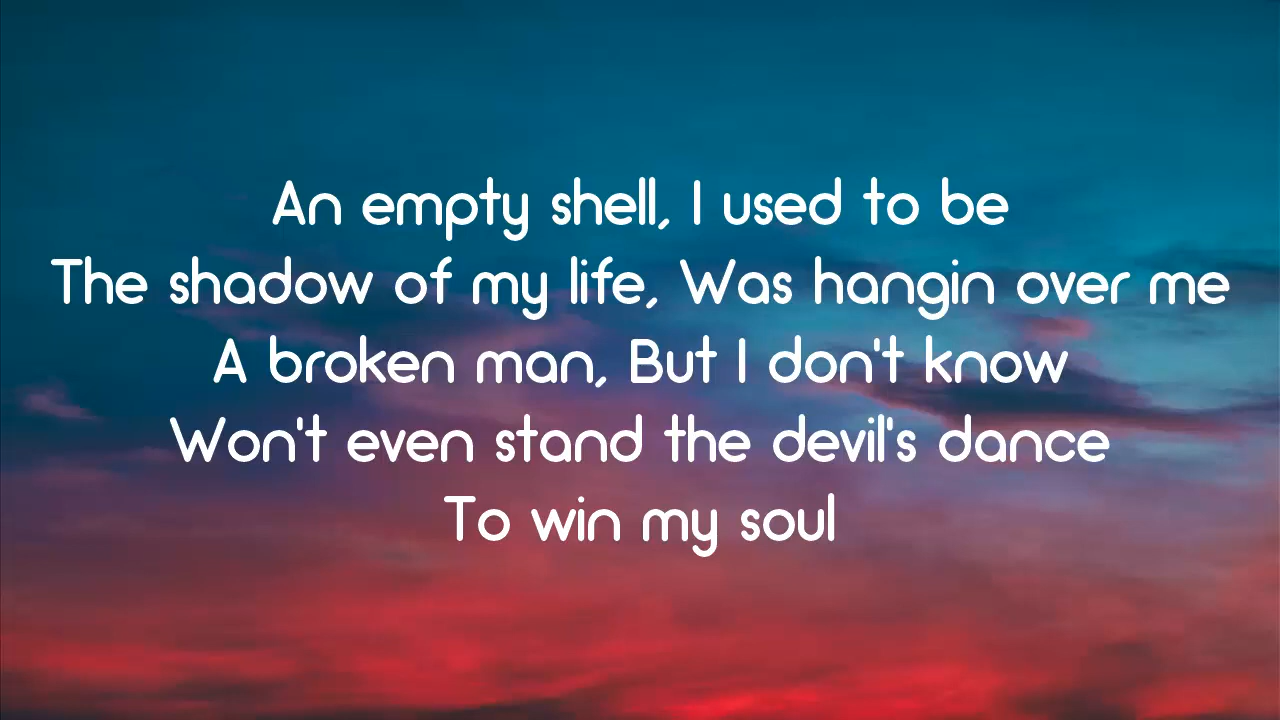 An empty shell, I used to be
The shadow of my life, Was hangin over me
A broken man, But I don't know
Won't even stand the devil's dance
To win my soul